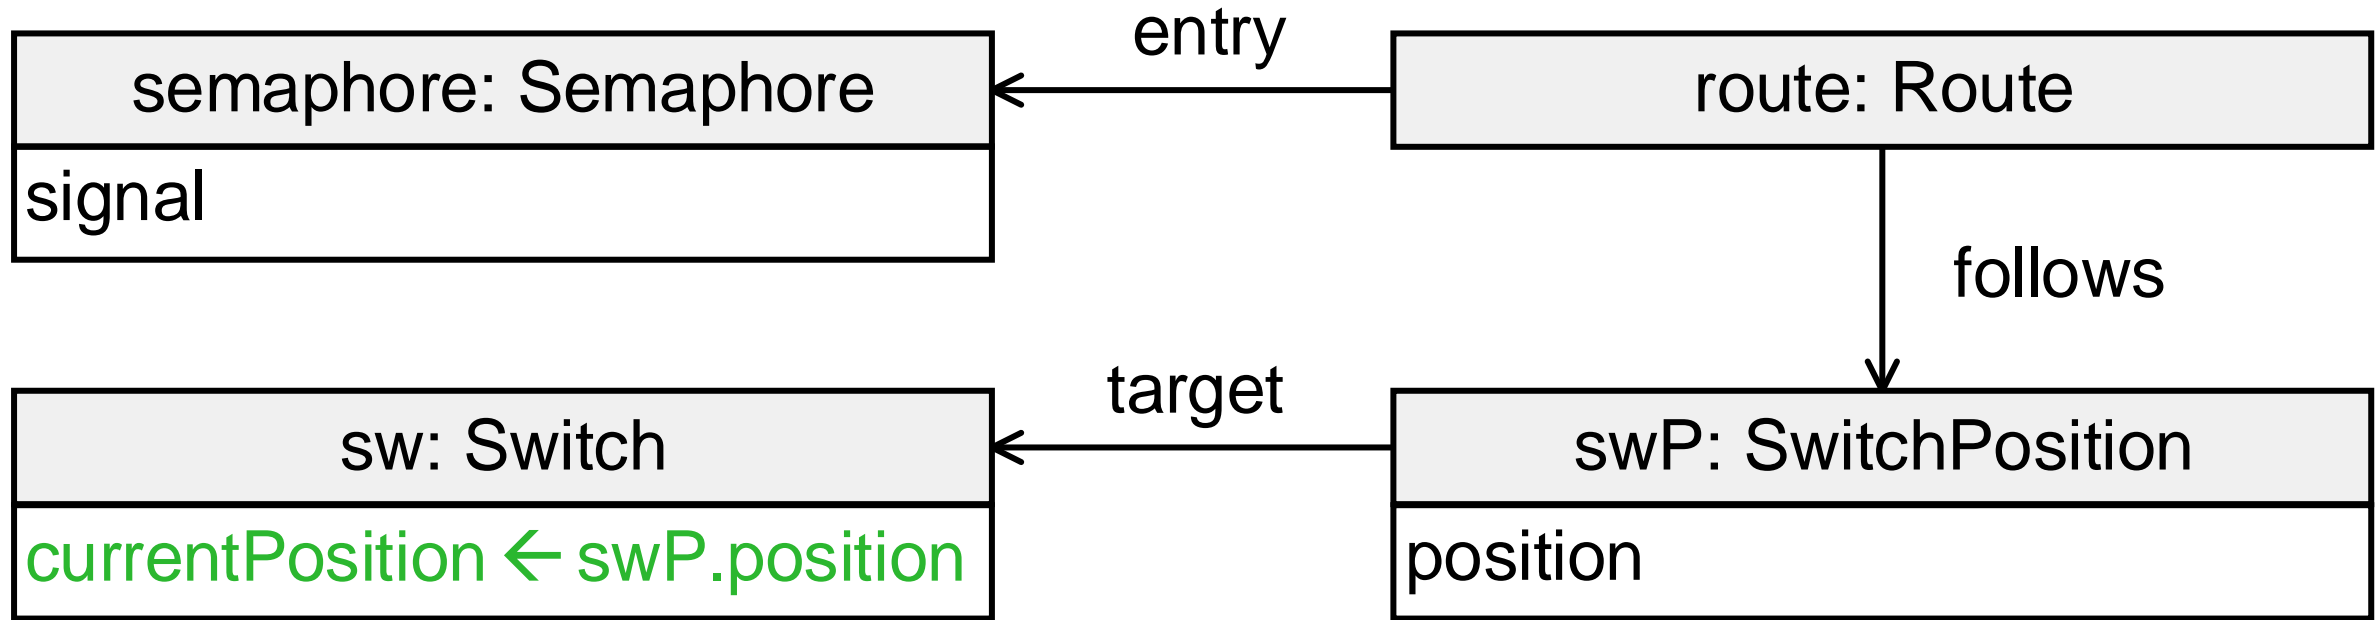 entry
semaphore: Semaphore
route: Route
signal
follows
target
sw: Switch
swP: SwitchPosition
currentPosition ← swP.position
position